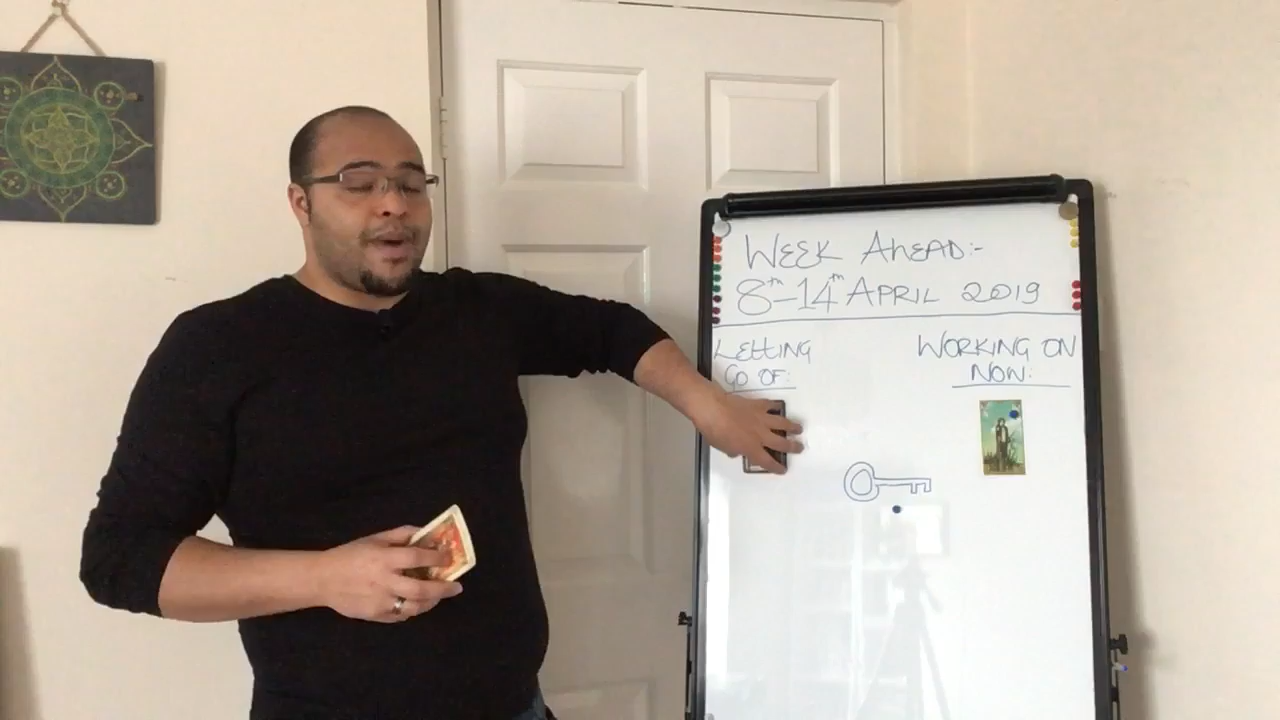 WEEK AHEAD:-
8th-14th APRIL 2019
LETTING
GO OF:
WORKING ON
NOW: